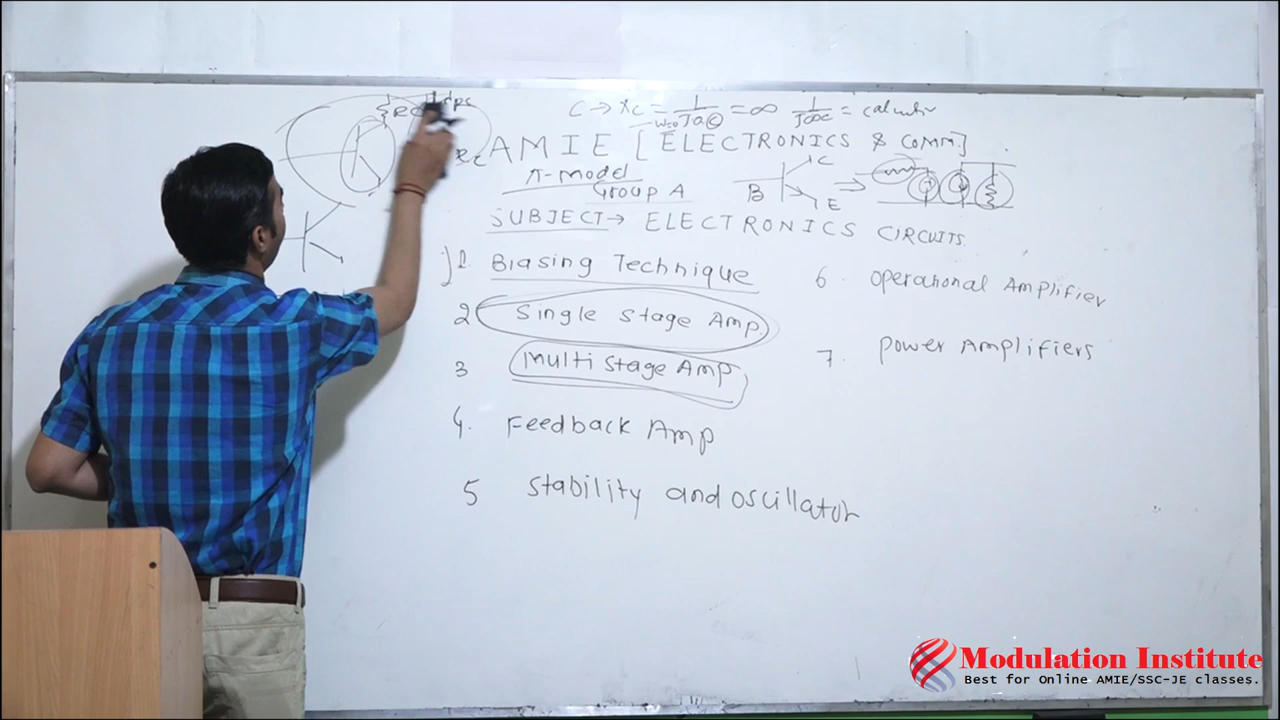 C → Xc = = ∞ =
AMIE [ELECTRONICS & COMM]
RC
π-Model
Group A
B C E
SUBJECT → ELECTRONICS CIRCUITS
1. Biasing Technique
2 Single Stage Amp
3 Multi Stage Amp
4. Feedback Amp
5 Stability and oscillator
6 operational Amplifier
7. power Amplifiers
Modulation Institute
Best for Online AMIE/SSC-JE classes.